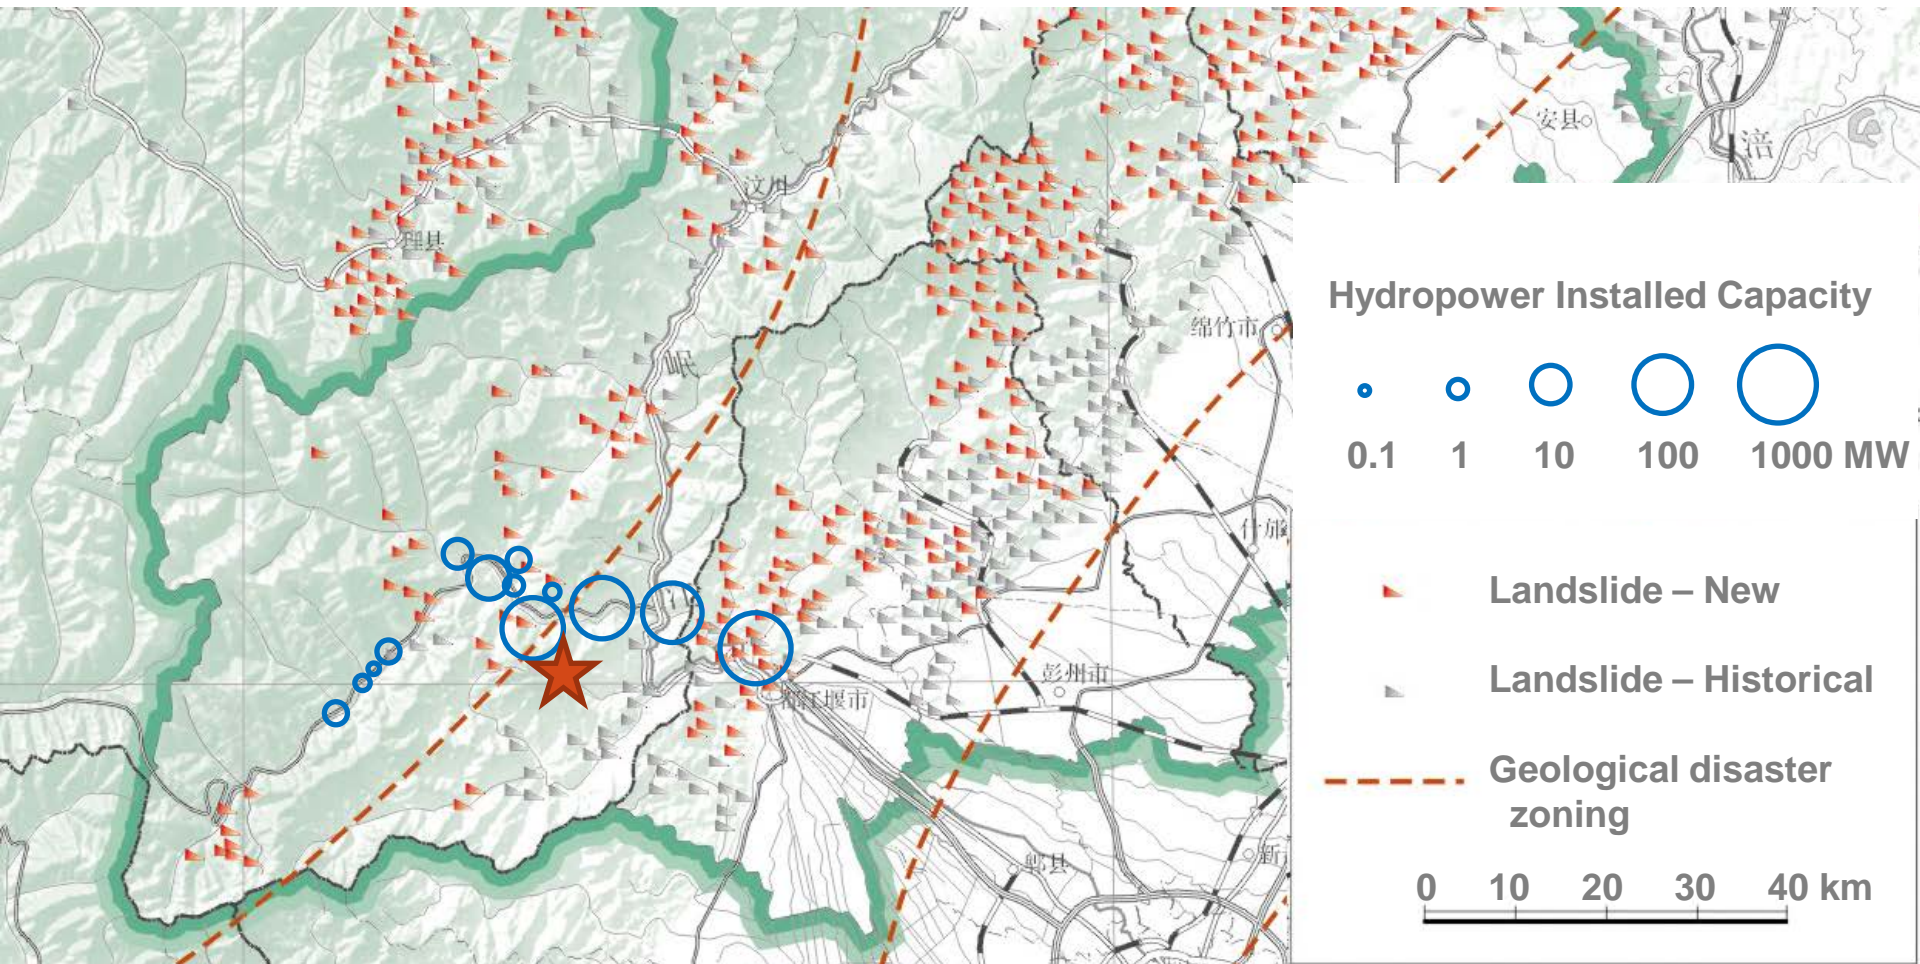 安县
涪
汶川
理县
绵竹市
岷
Hydropower Installed Capacity
0.1 1 10 100 1000 MW
什邡
Landslide – New
Landslide – Historical
彭州市
都江堰市
Geological disaster
zoning
郫县
新
0 10 20 30 40 km